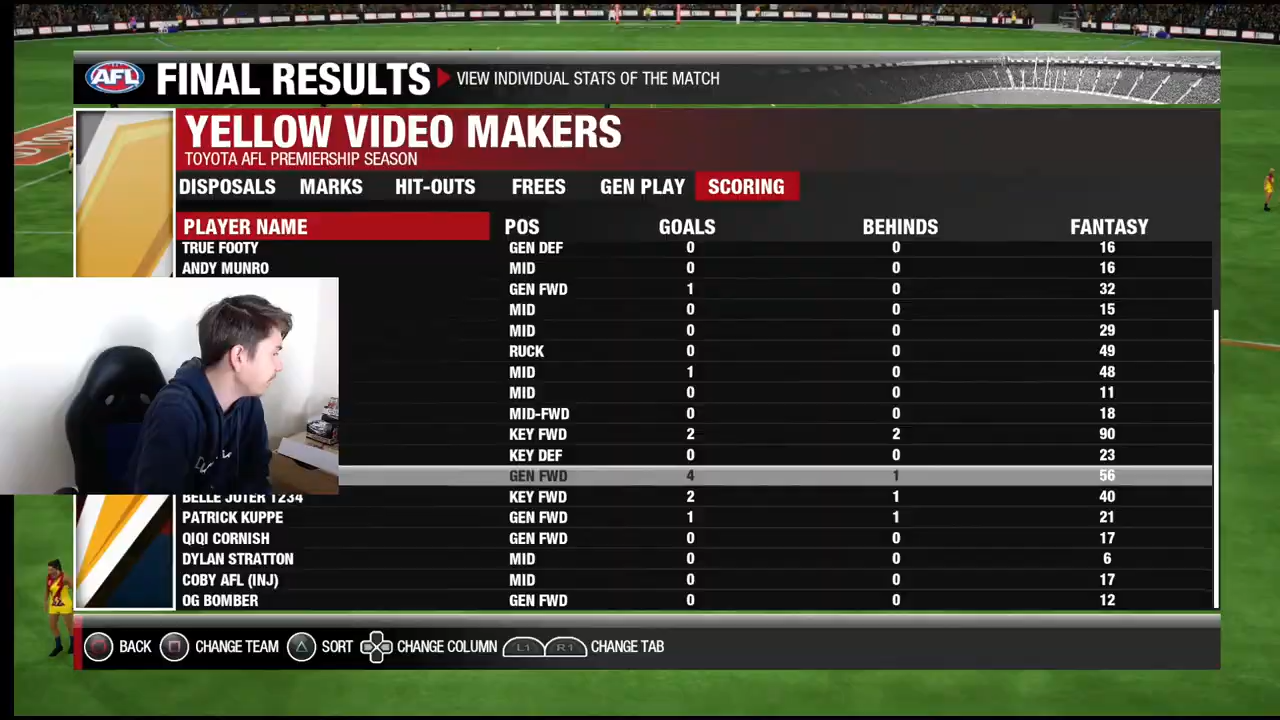 AFL FINAL RESULTS VIEW INDIVIDUAL STATS OF THE MATCH
YELLOW VIDEO MAKERS
TOYOTA AFL PREMIERSHIP SEASON
DISPOSALS MARKS HIT-OUTS FREES GEN PLAY SCORING
PLAYER NAME POS GOALS BEHINDS FANTASY
TRUE FOOTY GEN DEF 0 0 16
ANDY MUNRO MID 0 0 16
GEN FWD 1 0 32
MID 0 0 15
MID 0 0 29
RUCK 0 0 49
MID 1 0 48
MID 0 0 11
MID-FWD 0 0 18
KEY FWD 2 2 90
KEY DEF 0 0 23
GEN FWD 4 1 56
BELLE JUTER 1234 KEY FWD 2 1 40
PATRICK KUPPE GEN FWD 1 1 21
QIQI CORNISH GEN FWD 0 0 17
DYLAN STRATTON MID 0 0 6
COBY AFL (INJ) MID 0 0 17
OG BOMBER GEN FWD 0 0 12
BACK CHANGE TEAM SORT CHANGE COLUMN L1 R1 CHANGE TAB